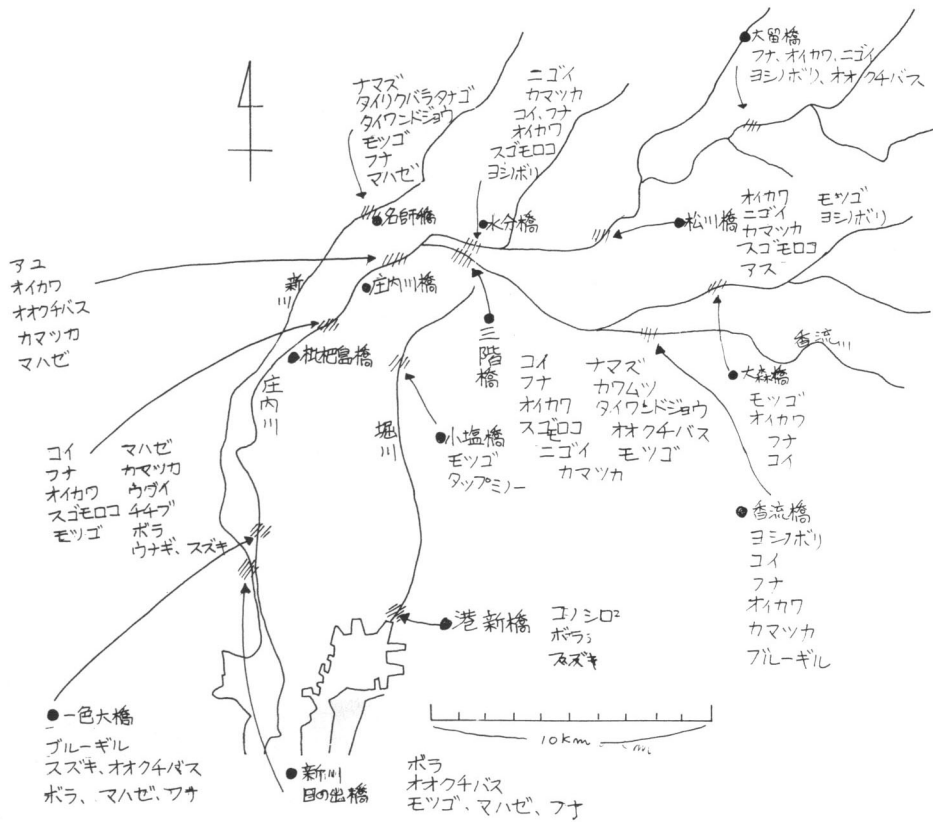 大留橋
フナ、オイカワ、ニゴイ
ヨシノボリ、オオクチバス
ナマズ
タイリクバラタナゴ
タイワンドジョウ
モツゴ
フナ
マハゼ
名師橋
ニゴイ
カマツカ
コイ、フナ
オイカワ
スゴモロコ
ヨシノボリ
水分橋
松川橋
オイカワ
ニゴイ
カマツカ
スゴモロコ
アス
モツゴ
ヨシノボリ
アユ
オイカワ
オオクチバス
カマツカ
マハゼ
庄内川橋
新川
枇杷島橋
庄内川
コイ
フナ
オイカワ
スゴモロコ
モツゴ
マハゼ
カマツカ
ウグイ
チチブ
ボラ
ウナギ、スズキ
堀川
小塩橋
モツゴ
タップミノー
三階橋
コイ
フナ
オイカワ
スゴロコ
モ
ニゴイ
カマツカ
ナマズ
カワムツ
タイワンドジョウ
オオクチバス
モツゴ
香流川
大森橋
モツゴ
オイカワ
フナ
コイ
香流橋
ヨシノボリ
コイ
フナ
オイカワ
カマツカ
ブルーギル
港新橋
コノシロ
ボラ
スズキ
10km
m
一色大橋
ブルーギル
スズキ、オオクチバス
ボラ、マハゼ、
新川
日の出橋
ボラ
オオクチバス
モツゴ、マハゼ、フナ